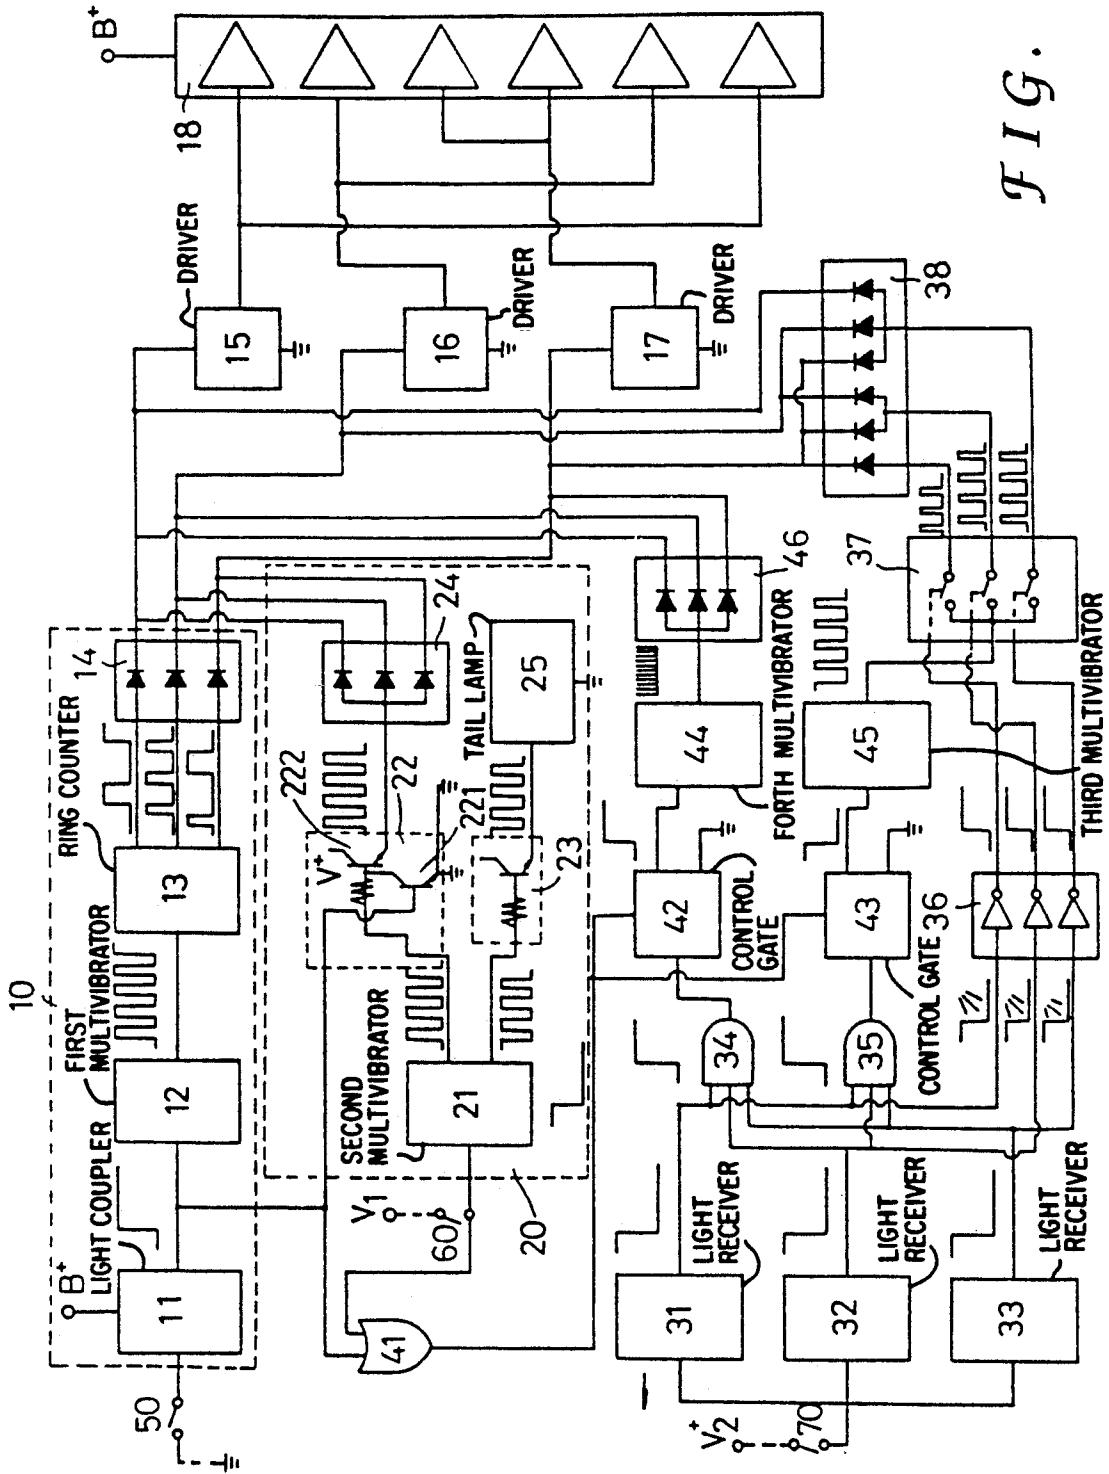 10
B+
LIGHT COUPLER
11
50
FIRST
MULTIVIBRATOR
12
RING COUNTER
13
14
DRIVER
15
B+
18
DRIVER
16
DRIVER
17
222
V+
22
221
24
TAIL LAMP
25
23
SECOND
MULTIVIBRATOR
21
V1
60
20
41
LIGHT
RECEIVER
31
LIGHT
RECEIVER
32
LIGHT
RECEIVER
33
V2+
70
34
35
CONTROL
GATE
42
CONTROL GATE
43
36
FORTH MULTIVIBRATOR
44
THIRD MULTIVIBRATOR
45
46
37
38
FIG.